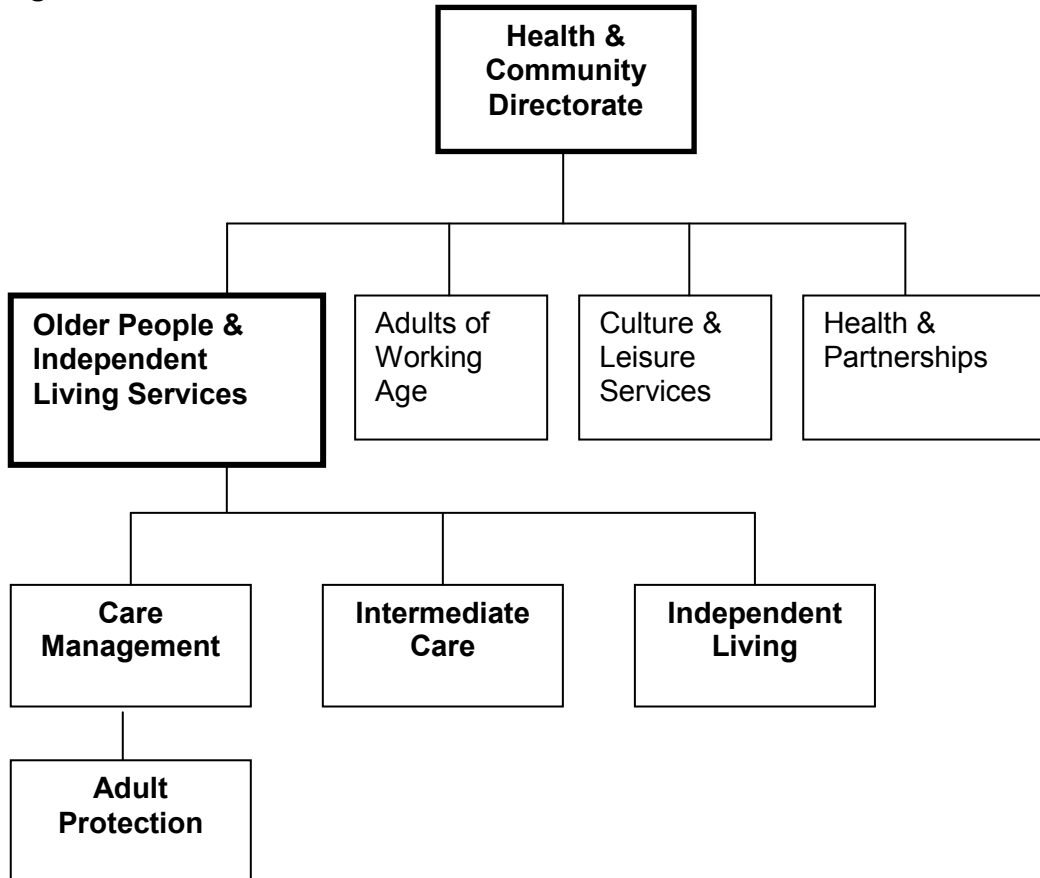 Health &
Community
Directorate
Older People &
Independent
Living Services
Adults of
Working
Age
Culture &
Leisure
Services
Health &
Partnerships
Care
Management
Intermediate
Care
Independent
Living
Adult
Protection